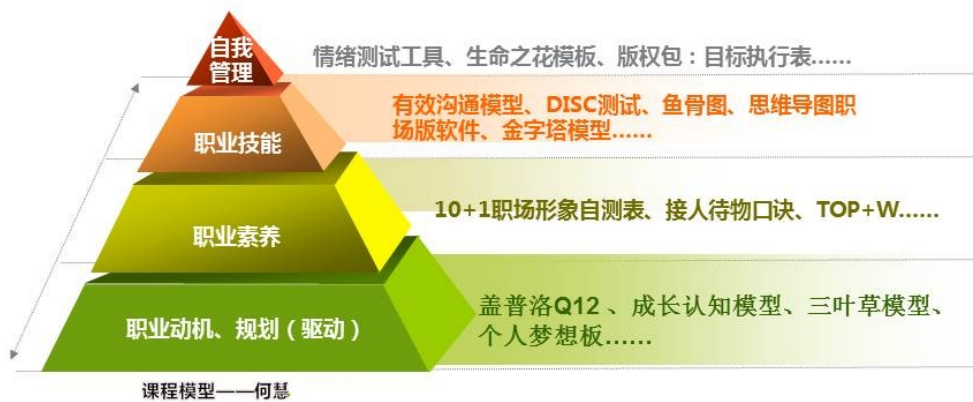 自我
管理
情绪测试工具、生命之花模板、版权包：目标执行表......
职业技能
有效沟通模型、DISC测试、鱼骨图、思维导图职
场版软件、金字塔模型......
职业素养
10+1职场形象自测表、接人待物口诀、TOP+W......
职业动机、规划（驱动）
盖普洛Q12 、成长认知模型、三叶草模型、
个人梦想板......
课程模型——何慧